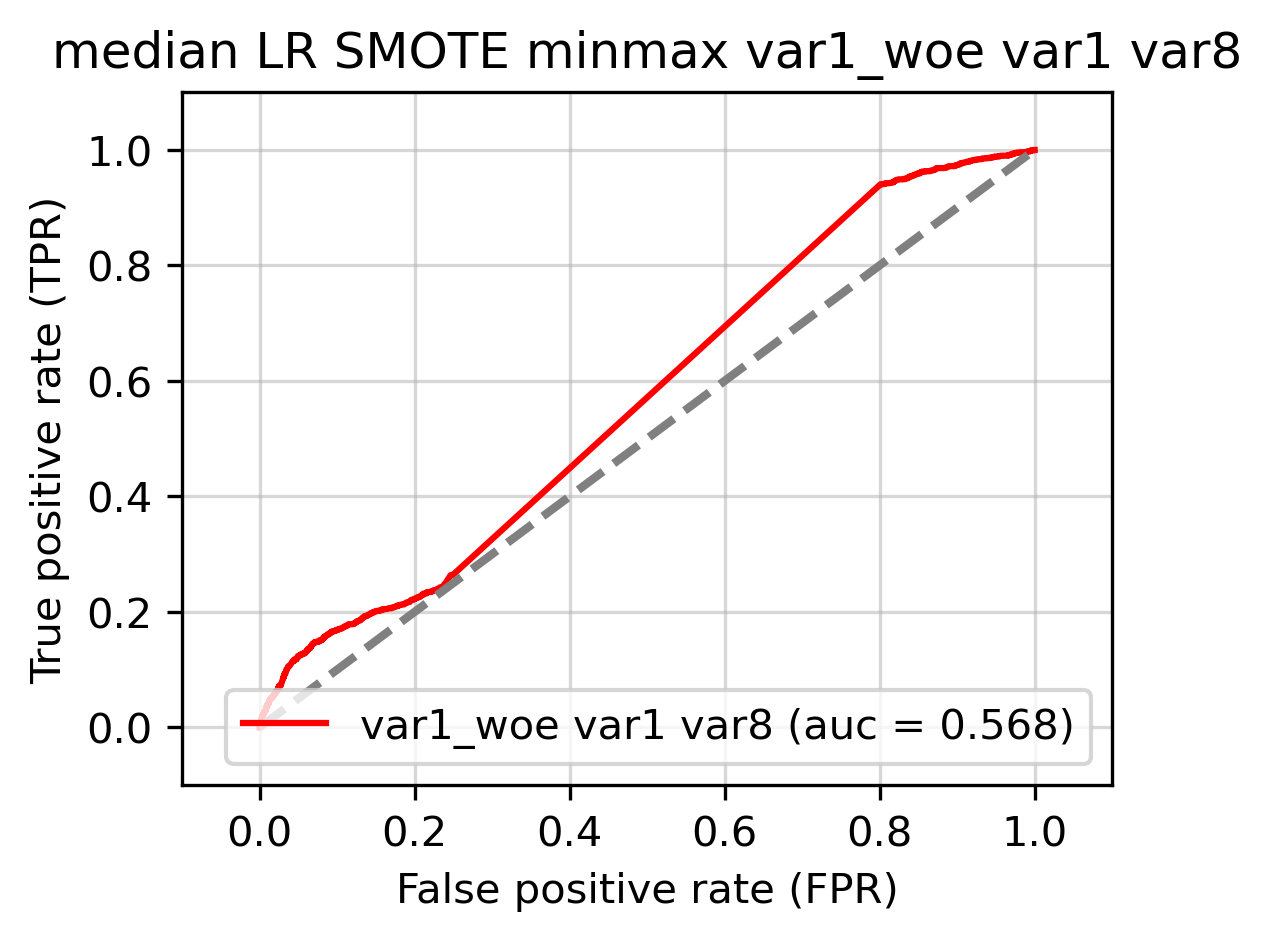 median LR SMOTE minmax var1_woe var1 var8
1.0
0.8
0.6
0.4
0.2
0.0
True positive rate (TPR)
var1_woe var1 var8 (auc = 0.568)
0.0 0.2 0.4 0.6 0.8 1.0
False positive rate (FPR)